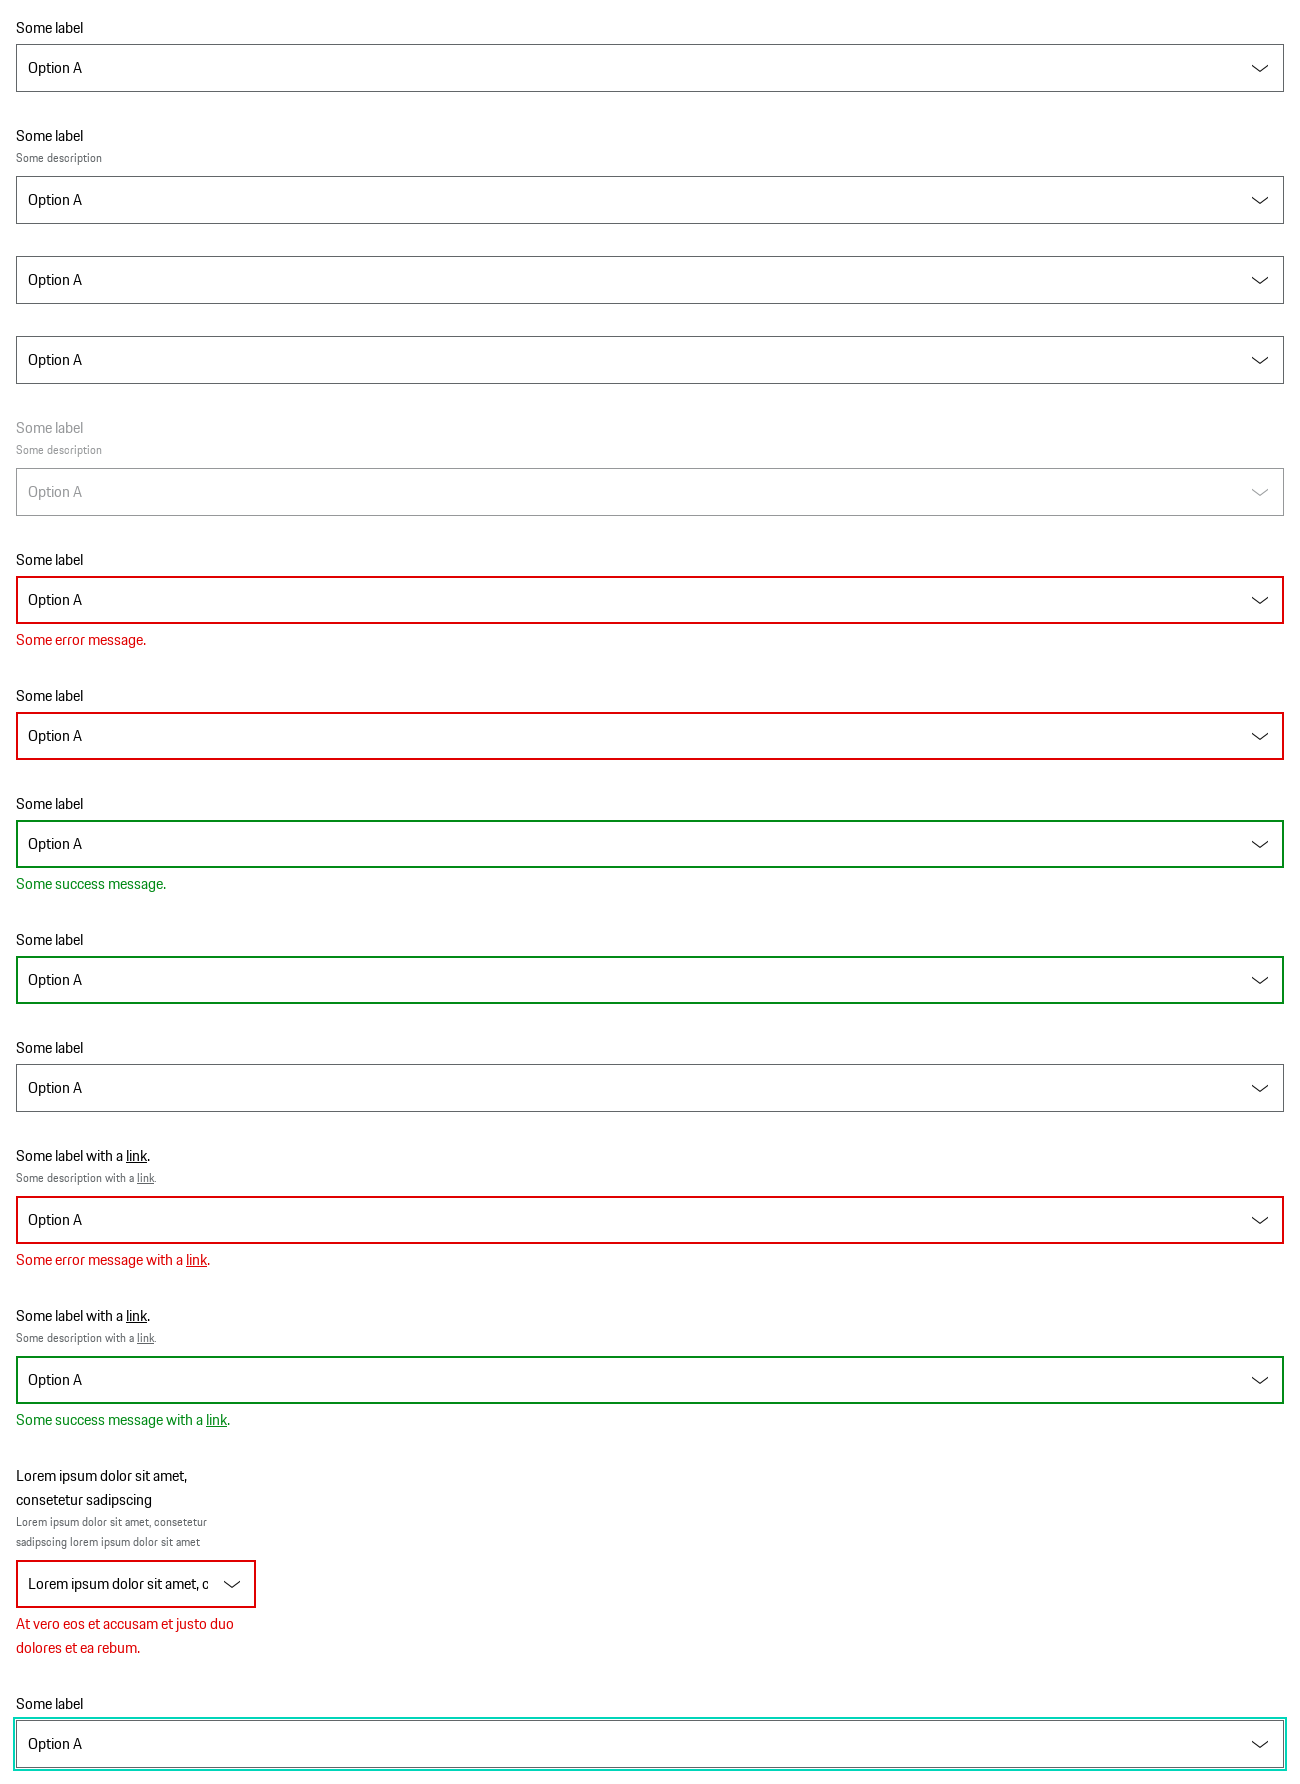 Some label
Option A
Some label
Some description
Option A
Option A
Option A
Some label
Some description
Option A
Some label
Option A
Some error message.
Some label
Option A
Some label
Option A
Some success message.
Some label
Option A
Some label
Option A
Some label with a link.
Some description with a link.
Option A
Some error message with a link.
Some label with a link.
Some description with a link.
Option A
Some success message with a link.
Lorem ipsum dolor sit amet,
consetetur sadipscing
Lorem ipsum dolor sit amet, consetetur
sadipscing lorem ipsum dolor sit amet
Lorem ipsum dolor sit amet, c
At vero eos et accusam et justo duo
dolores et ea rebum.
Some label
Option A